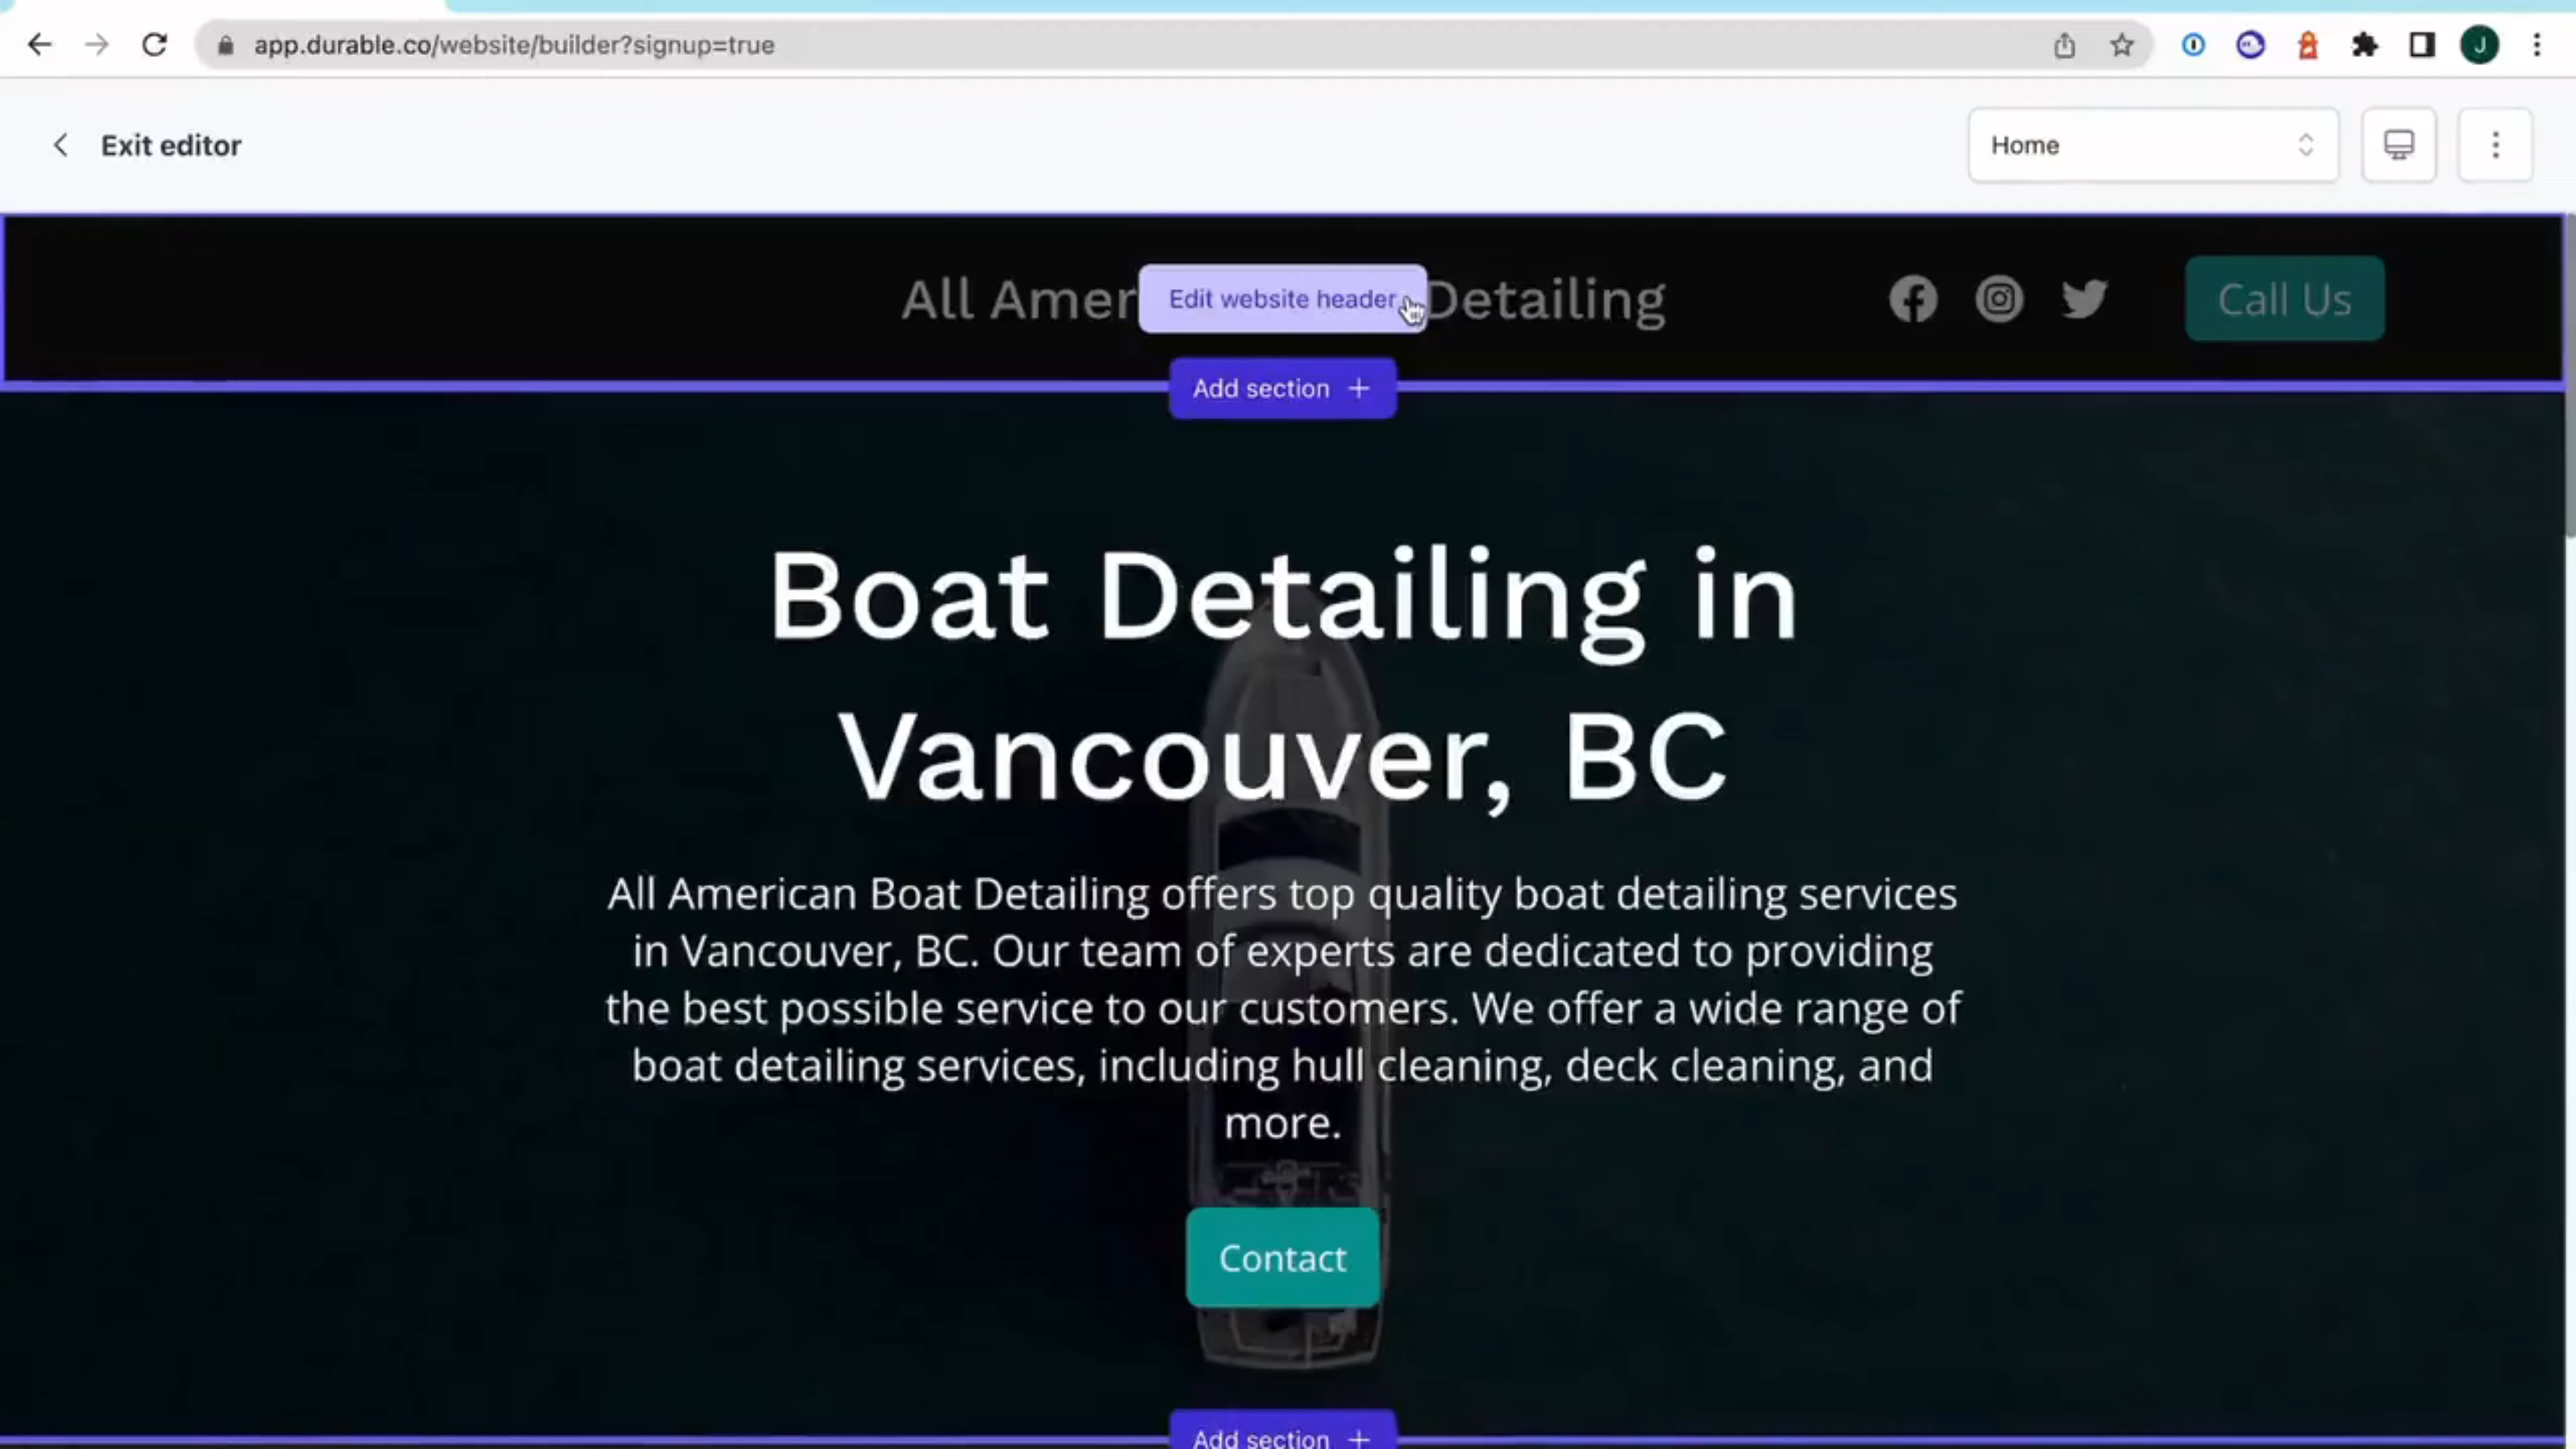 app.durable.co/website/builder?signup=true
J
Exit editor
Home
All Amer
Edit website header
Detailing
Call Us
Add section +
Boat Detailing in
Vancouver, BC
All American Boat Detailing offers top quality boat detailing services
in Vancouver, BC. Our team of experts are dedicated to providing
the best possible service to our customers. We offer a wide range of
boat detailing services, including hull cleaning, deck cleaning, and
more.
Contact
Add section +